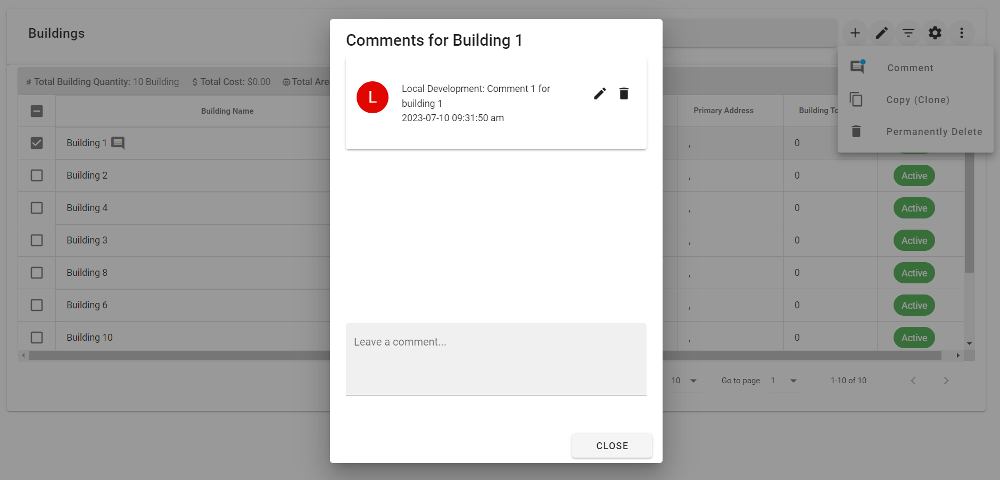 Buildings
Comment
Copy (Clone)
Permanently Delete
# Total Building Quantity: 10 Building $ Total Cost: $0.00 Total
Building Name Primary Address Building
Building 1 , 0
Building 2 , 0 Active
Building 4 , 0 Active
Building 3 , 0 Active
Building 8 , 0 Active
Building 6 , 0 Active
Building 10 , 0 Active
10 Go to page 1 1-10 of 10
Comments for Building 1
L
Local Development: Comment 1 for
building 1
2023-07-10 09:31:50 am
Leave a comment...
CLOSE